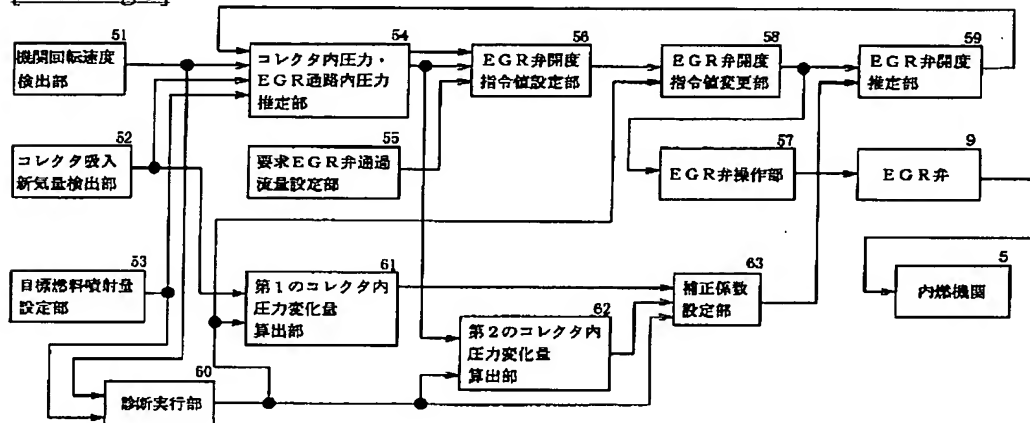 51
機関回転速度
検出部
52
コレクタ吸入
新気量検出部
53
目標燃料噴射量
設定部
54
コレクタ内圧力・
EGR通路内圧力
推定部
55
要求EGR弁通過
流量設定部
56
EGR弁開度
指令値設定部
58
EGR弁開度
指令値変更部
59
EGR弁開度
推定部
57
EGR弁操作部
9
EGR弁
61
第1のコレクタ内
圧力変化量
算出部
62
第2のコレクタ内
圧力変化量
算出部
63
補正係数
設定部
5
内燃機関
60
診断実行部